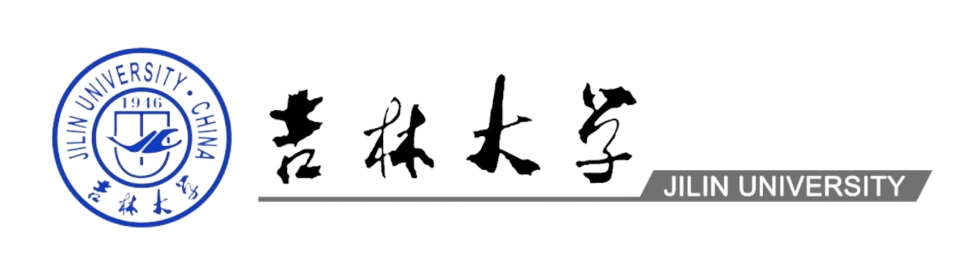 JILIN UNIVERSITY · CHINA
1946
吉林大学
吉林大学
JILIN UNIVERSITY